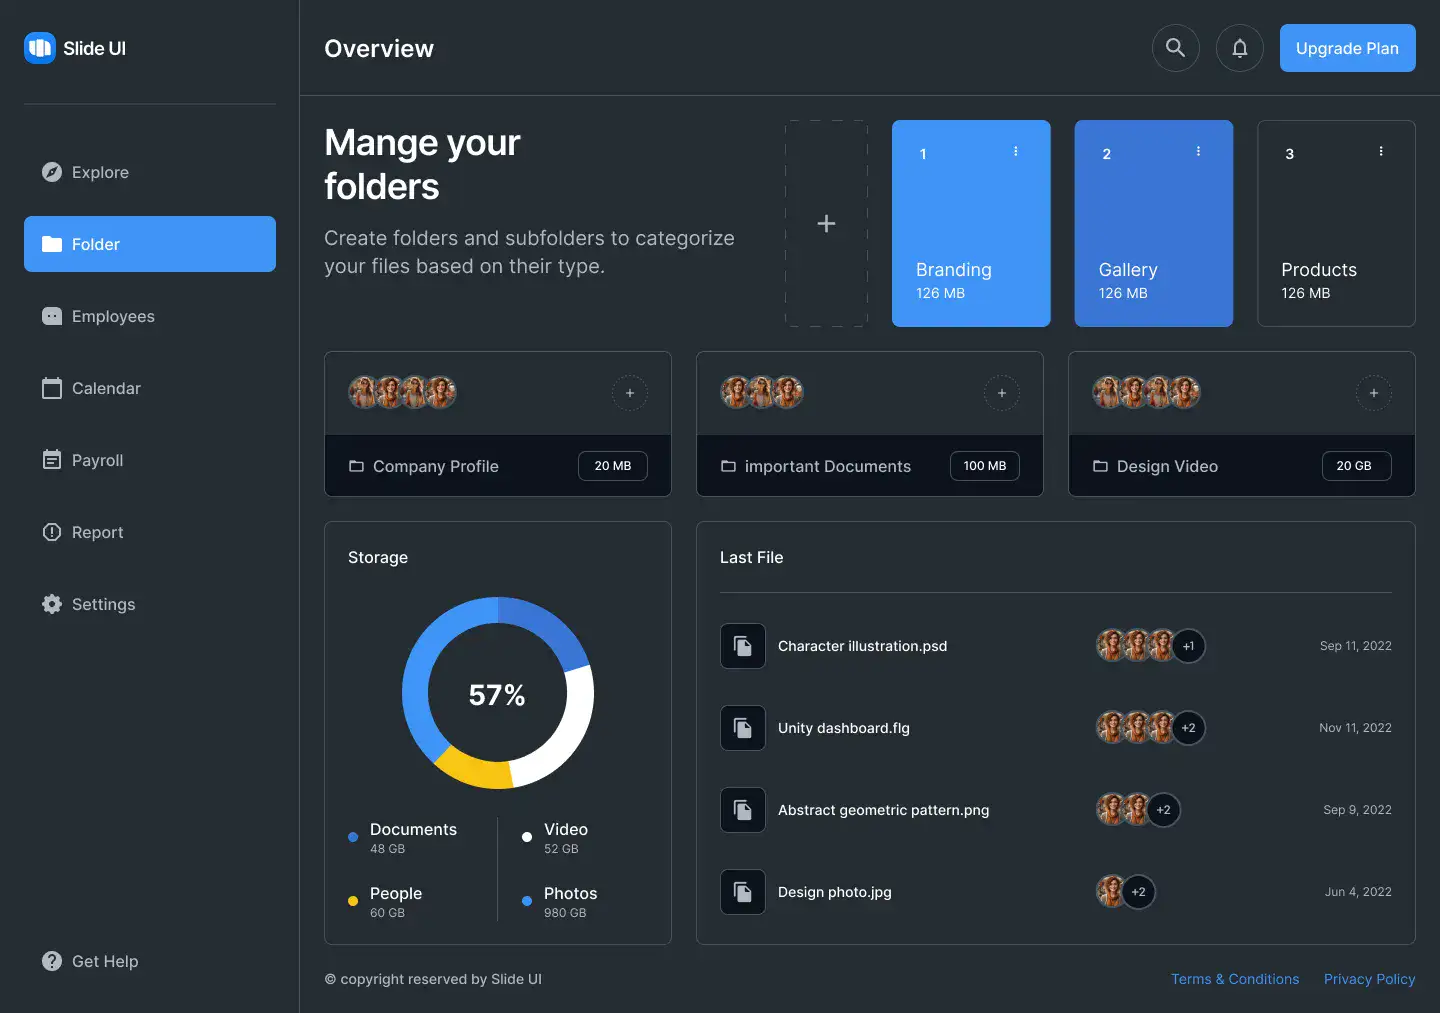 Slide UI
Overview
Upgrade Plan
Explore
Folder
Employees
Calendar
Payroll
Report
Settings
Get Help
Mange your
folders
Create folders and subfolders to categorize
your files based on their type.
+
1
Branding
126 MB
2
Gallery
126 MB
3
Products
126 MB
+
Company Profile
20 MB
+
important Documents
100 MB
+
Design Video
20 GB
Storage
57%
Documents
48 GB
Video
52 GB
People
60 GB
Photos
980 GB
Last File
Character illustration.psd
+1
Sep 11, 2022
Unity dashboard.flg
+2
Nov 11, 2022
Abstract geometric pattern.png
+2
Sep 9, 2022
Design photo.jpg
+2
Jun 4, 2022
© copyright reserved by Slide UI
Terms & Conditions
Privacy Policy